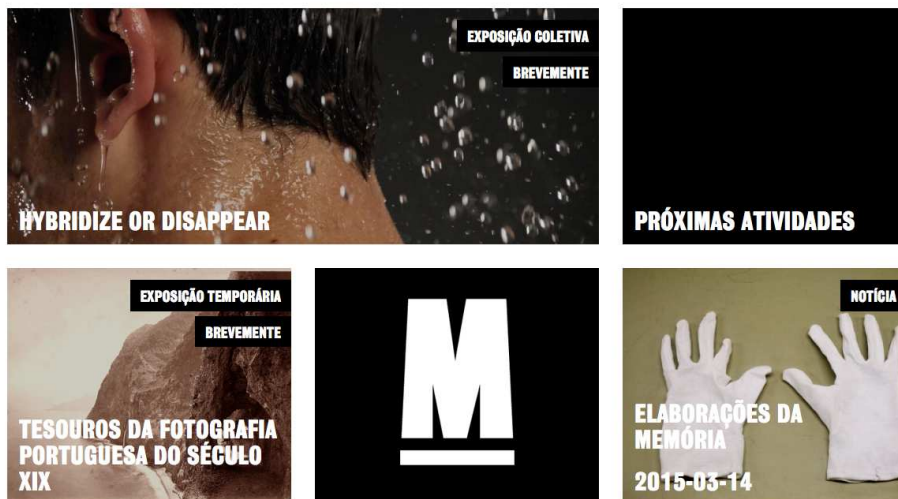 EXPOSIÇÃO COLETIVA
BREVEMENTE
HYBRIDIZE OR DISAPPEAR
PRÓXIMAS ATIVIDADES
EXPOSIÇÃO TEMPORÁRIA
BREVEMENTE
TESOUROS DA FOTOGRAFIA
PORTUGUESA DO SÉCULO
XIX
M
NOTÍCIA
ELABORAÇÕES DA
MEMÓRIA
2015-03-14